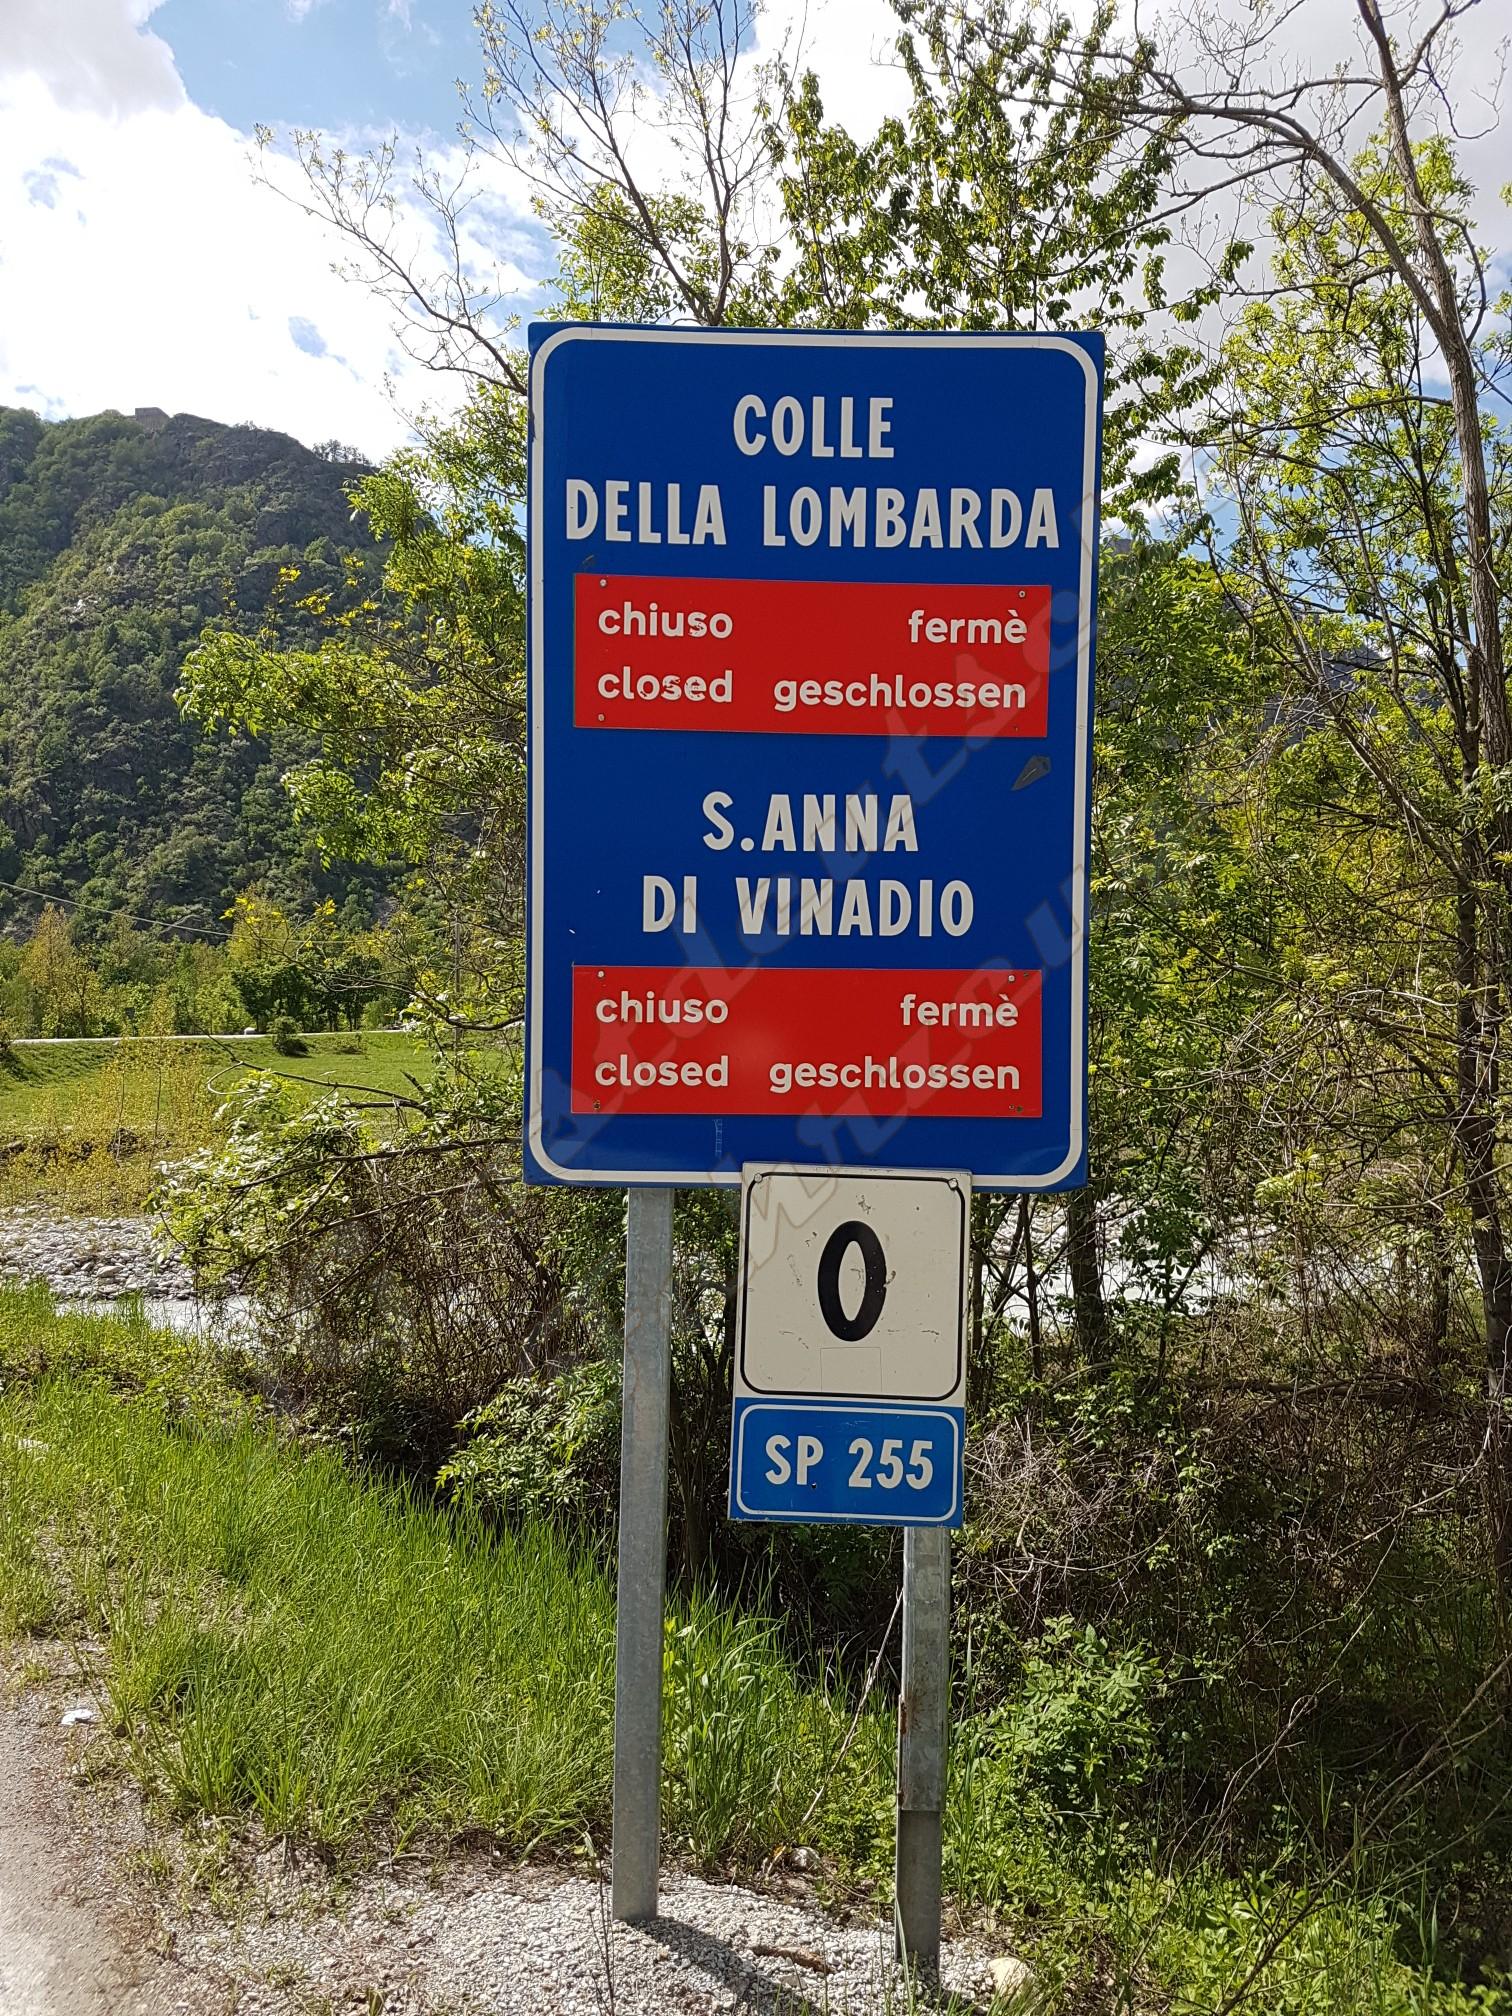 COLLE
DELLA LOMBARDA
chiuso fermè
closed geschlossen
S.ANNA
DI VINADIO
chiuso fermè
closed geschlossen
0
SP 255